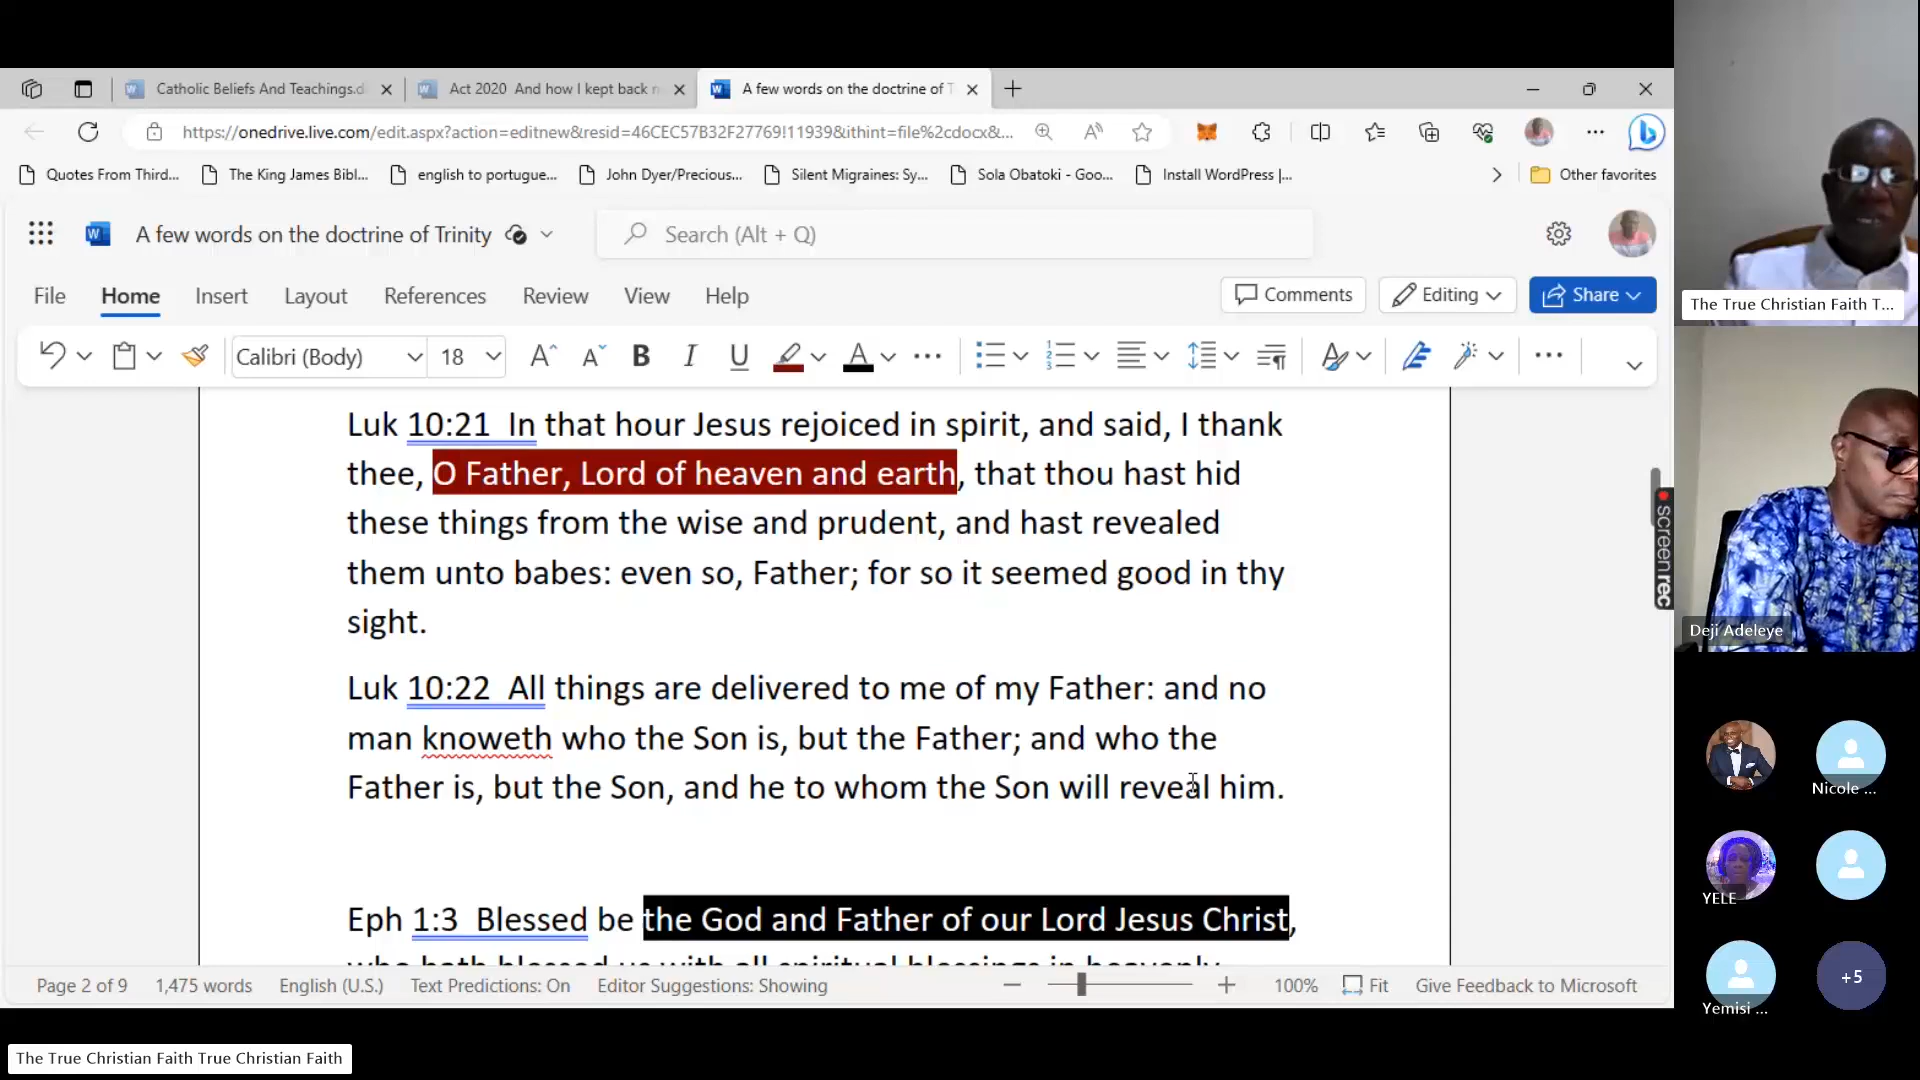 Catholic Beliefs And Teachings.d
Act 2020 And how I kept back n
A few words on the doctrine of T
https://onedrive.live.com/edit.aspx?action=editnew&resid=46CEC57B32F27769!11939&ithint=file%2cdocx&...
Quotes From Third...
The King James Bibl...
english to portugue...
John Dyer/Precious...
Silent Migraines: Sy...
Sola Obatoki - Goo...
Install WordPress |...
Other favorites
A few words on the doctrine of Trinity
Search (Alt + Q)
File Home Insert Layout References Review View Help
Comments
Editing
Share
Calibri (Body)
18
Luk 10:21 In that hour Jesus rejoiced in spirit, and said, I thank
thee, O Father, Lord of heaven and earth, that thou hast hid
these things from the wise and prudent, and hast revealed
them unto babes: even so, Father; for so it seemed good in thy
sight.
Luk 10:22 All things are delivered to me of my Father: and no
man knoweth who the Son is, but the Father; and who the
Father is, but the Son, and he to whom the Son will reveal him.
Eph 1:3 Blessed be the God and Father of our Lord Jesus Christ,
who hath blessed us with all spiritual blessings in heavenly
Page 2 of 9
1,475 words
English (U.S.)
Text Predictions: On
Editor Suggestions: Showing
100%
Fit
Give Feedback to Microsoft
screenrec
The True Christian Faith T...
Deji Adeleye
Nicole ...
YELE
Yemisi ...
+5
The True Christian Faith True Christian Faith